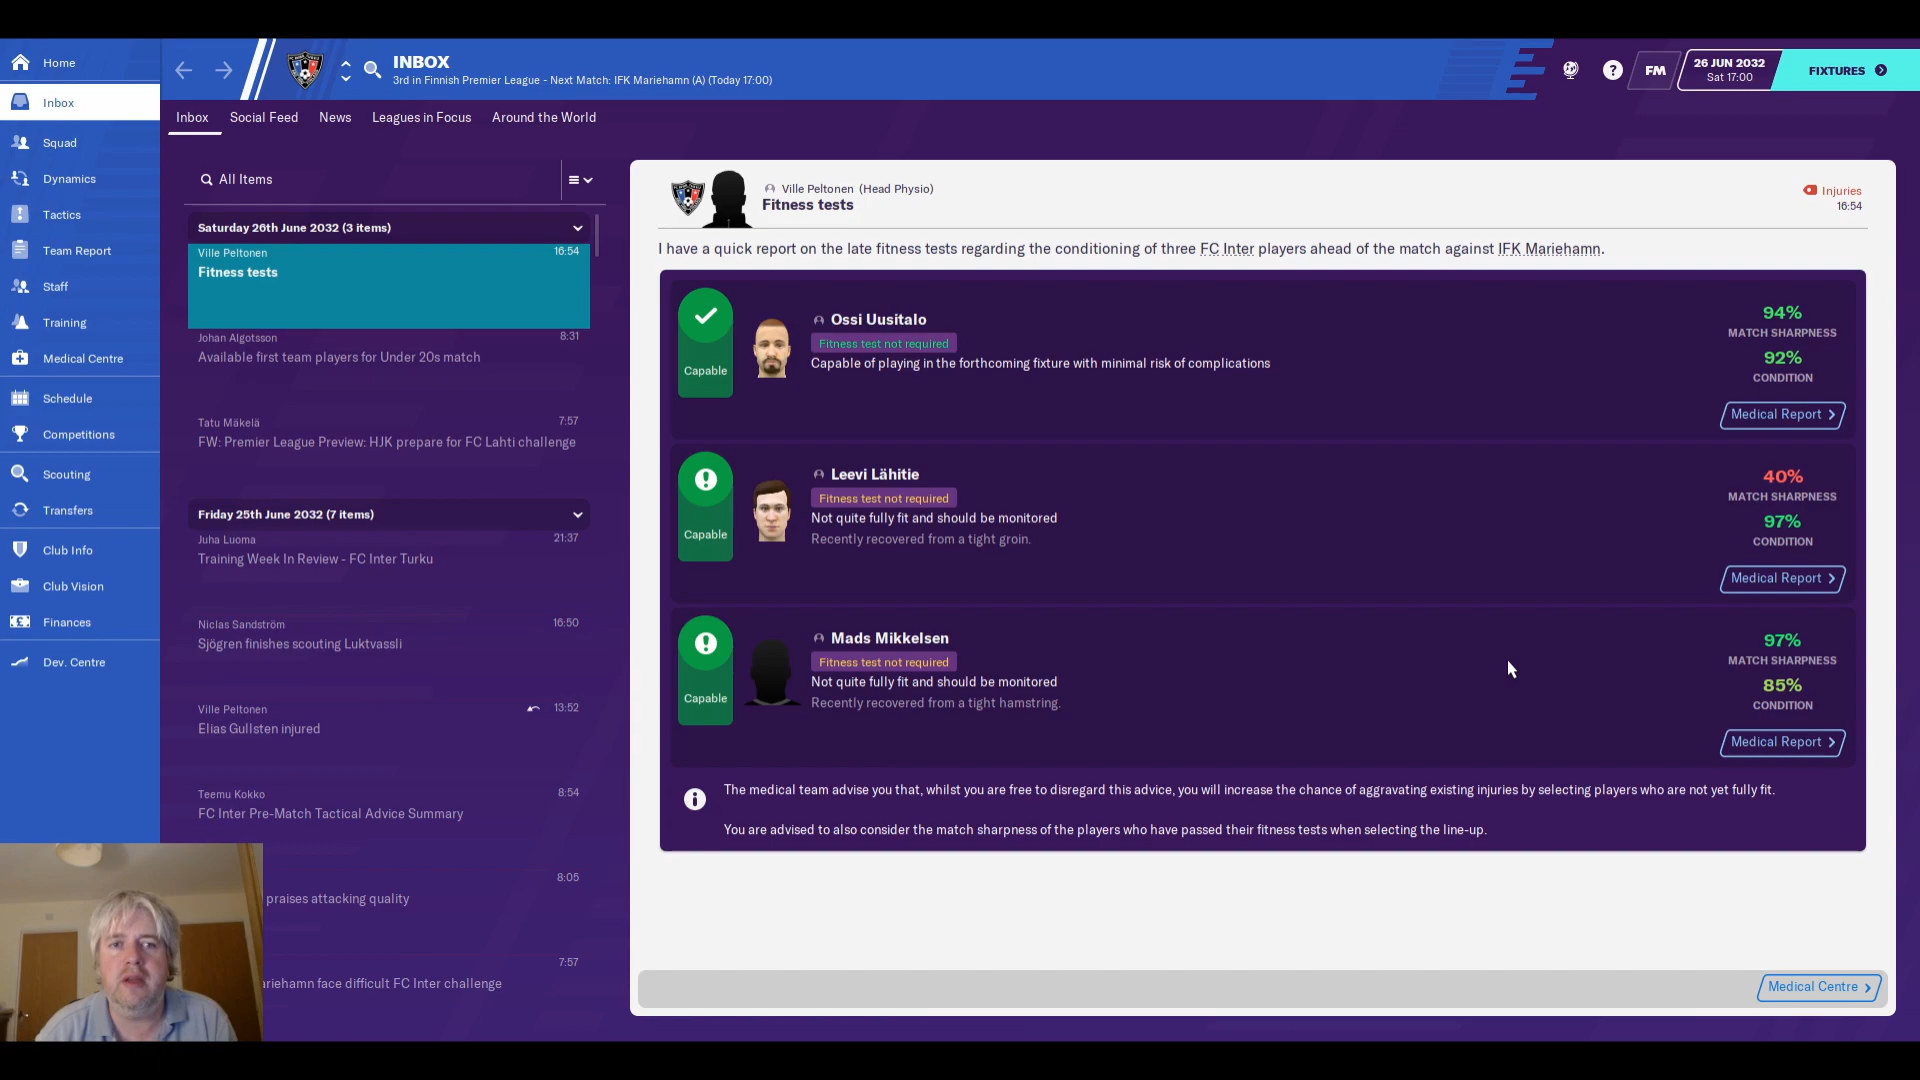 Home
Inbox
Squad
Dynamics
Tactics
Team Report
Staff
Training
Medical Centre
Schedule
Competitions
Scouting
Transfers
Club Info
Club Vision
Finances
Dev. Centre
INBOX
3rd in Finnish Premier League - Next Match: IFK Mariehamn (A) (Today 17:00)
?
FM
26 JUN 2032
Sat 17:00
FIXTURES
Inbox
Social Feed
News
Leagues in Focus
Around the World
All Items
Saturday 26th June 2032 (3 items)
Ville Peltonen
16:54
Fitness tests
Johan Algotsson
8:31
Available first team players for Under 20s match
Tatu Mäkelä
7:57
FW: Premier League Preview: HJK prepare for FC Lahti challenge
Friday 25th June 2032 (7 items)
Juha Luoma
21:37
Training Week In Review - FC Inter Turku
Niclas Sandström
16:50
Sjögren finishes scouting Luktvassli
Ville Peltonen
13:52
Elias Gullsten injured
Teemu Kokko
8:54
FC Inter Pre-Match Tactical Advice Summary
8:05
praises attacking quality
7:57
ariehamn face difficult FC Inter challenge
Ville Peltonen (Head Physio)
Fitness tests
Injuries
16:54
I have a quick report on the late fitness tests regarding the conditioning of three FC Inter players ahead of the match against IFK Mariehamn.
Capable
Ossi Uusitalo
Fitness test not required
Capable of playing in the forthcoming fixture with minimal risk of complications
94%
MATCH SHARPNESS
92%
CONDITION
Medical Report
Capable
Leevi Lähitie
Fitness test not required
Not quite fully fit and should be monitored
Recently recovered from a tight groin.
40%
MATCH SHARPNESS
97%
CONDITION
Medical Report
Capable
Mads Mikkelsen
Fitness test not required
Not quite fully fit and should be monitored
Recently recovered from a tight hamstring.
97%
MATCH SHARPNESS
85%
CONDITION
Medical Report
The medical team advise you that, whilst you are free to disregard this advice, you will increase the chance of aggravating existing injuries by selecting players who are not yet fully fit.
You are advised to also consider the match sharpness of the players who have passed their fitness tests when selecting the line-up.
Medical Centre